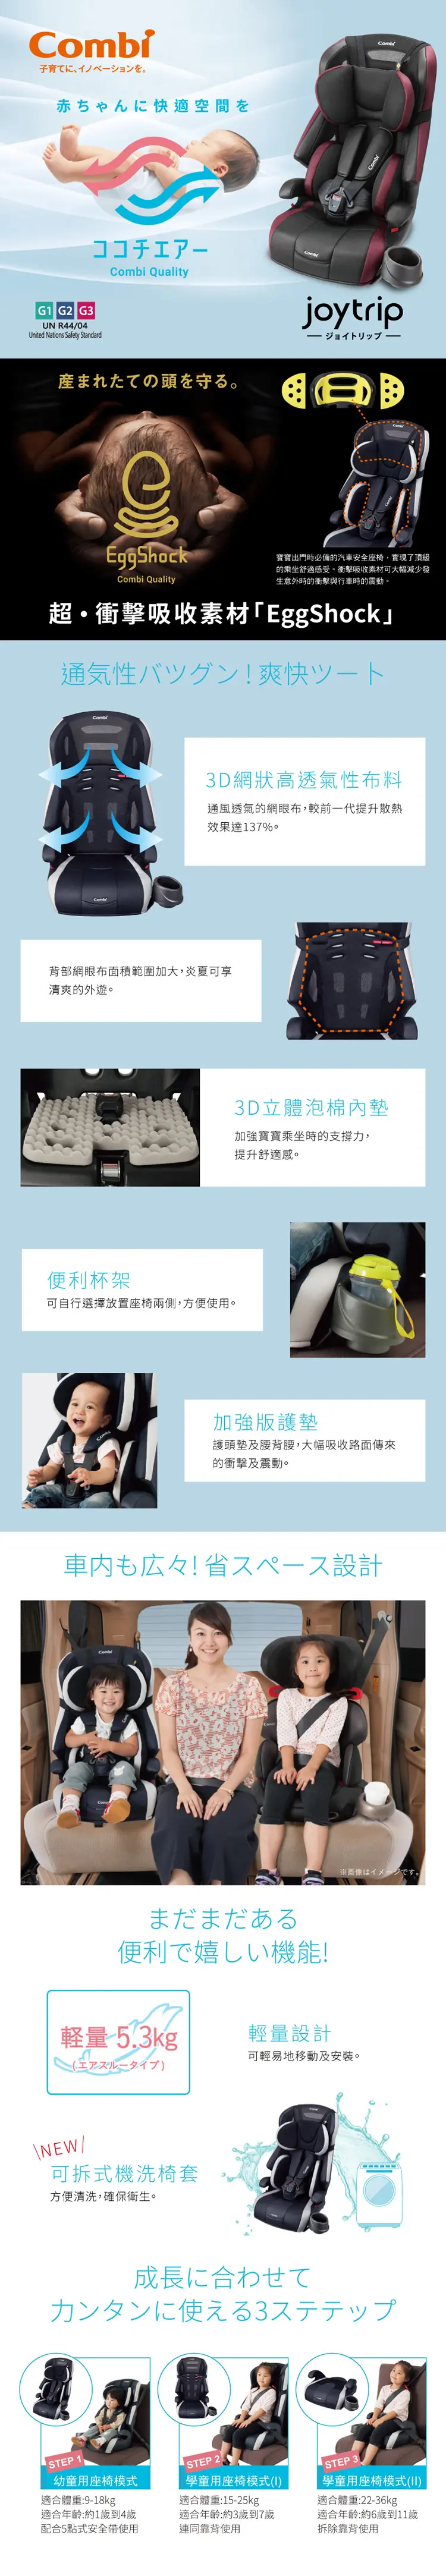 Combi
子育てに、イノベーションを。
赤ちゃんに快適空間を
ココチエアー
Combi Quality
G1 G2 G3
UN R44/04
United Nations Safety Standard
joytrip
ジョイトリップ
産まれたての頭を守る。
EggShock
Combi Quality
寶寶出門時必備的汽車安全座椅，實現了頂級
的乘坐舒適感受。衝擊吸收素材可大幅減少發
生意外時的衝擊與行車時的震動。
超・衝擊吸收素材「EggShock」
通気性バツグン！爽快ツート
3D網狀高透氣性布料
通風透氣的網眼布，較前一代提升散熱
效果達137%。
背部網眼布面積範圍加大，炎夏可享
清爽的外遊。
3D立體泡棉內墊
加強寶寶乘坐時的支撐力，
提升舒適感。
便利杯架
可自行選擇放置座椅兩側，方便使用。
加強版護墊
護頭墊及腰背腰，大幅吸收路面傳來
的衝擊及震動。
車内も広々！省スペース設計
※画像はイメージです。
まだまだある
便利で嬉しい機能!
軽量 5.3kg
(エアスルータイプ)
輕量設計
可輕易地移動及安裝。
NEW
可拆式機洗椅套
方便清洗，確保衛生。
成長に合わせて
カンタンに使える3ステテップ
STEP 1
幼童用座椅模式
適合體重:9-18kg
適合年齡:約1歲到4歲
配合5點式安全帶使用
STEP 2
學童用座椅模式(I)
適合體重:15-25kg
適合年齡:約3歲到7歲
連同靠背使用
STEP 3
學童用座椅模式(II)
適合體重:22-36kg
適合年齡:約6歲到11歲
拆除靠背使用